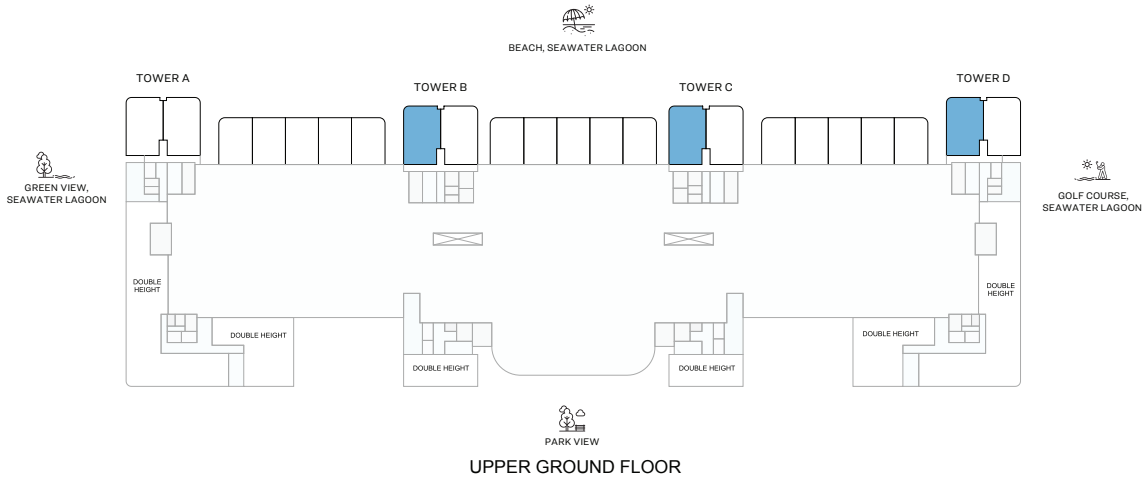 BEACH, SEAWATER LAGOON
TOWER A
TOWER B
TOWER C
TOWER D
GREEN VIEW,
SEAWATER LAGOON
GOLF COURSE,
SEAWATER LAGOON
DOUBLE
HEIGHT
DOUBLE
HEIGHT
DOUBLE HEIGHT
DOUBLE HEIGHT
DOUBLE HEIGHT
DOUBLE HEIGHT
PARK VIEW
UPPER GROUND FLOOR